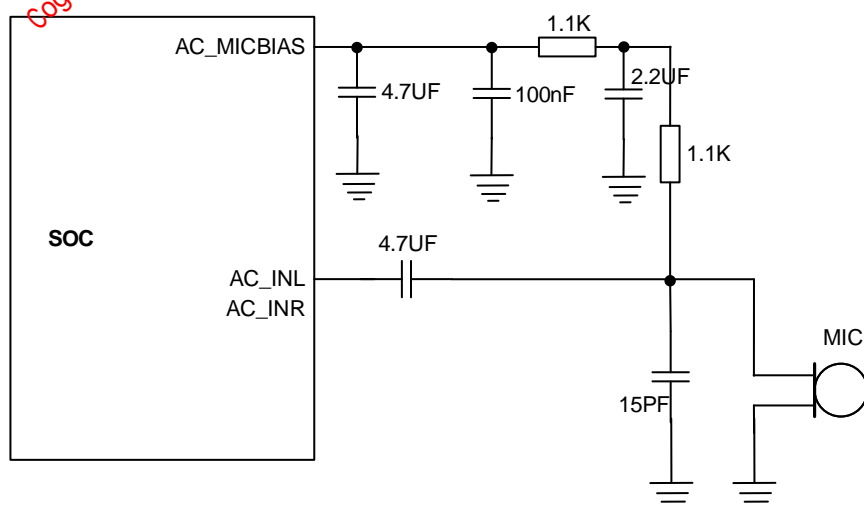 1.1K
AC_MICBIAS
4.7UF
100nF
2.2UF
1.1K
SOC
4.7UF
AC_INL
AC_INR
MIC
15PF